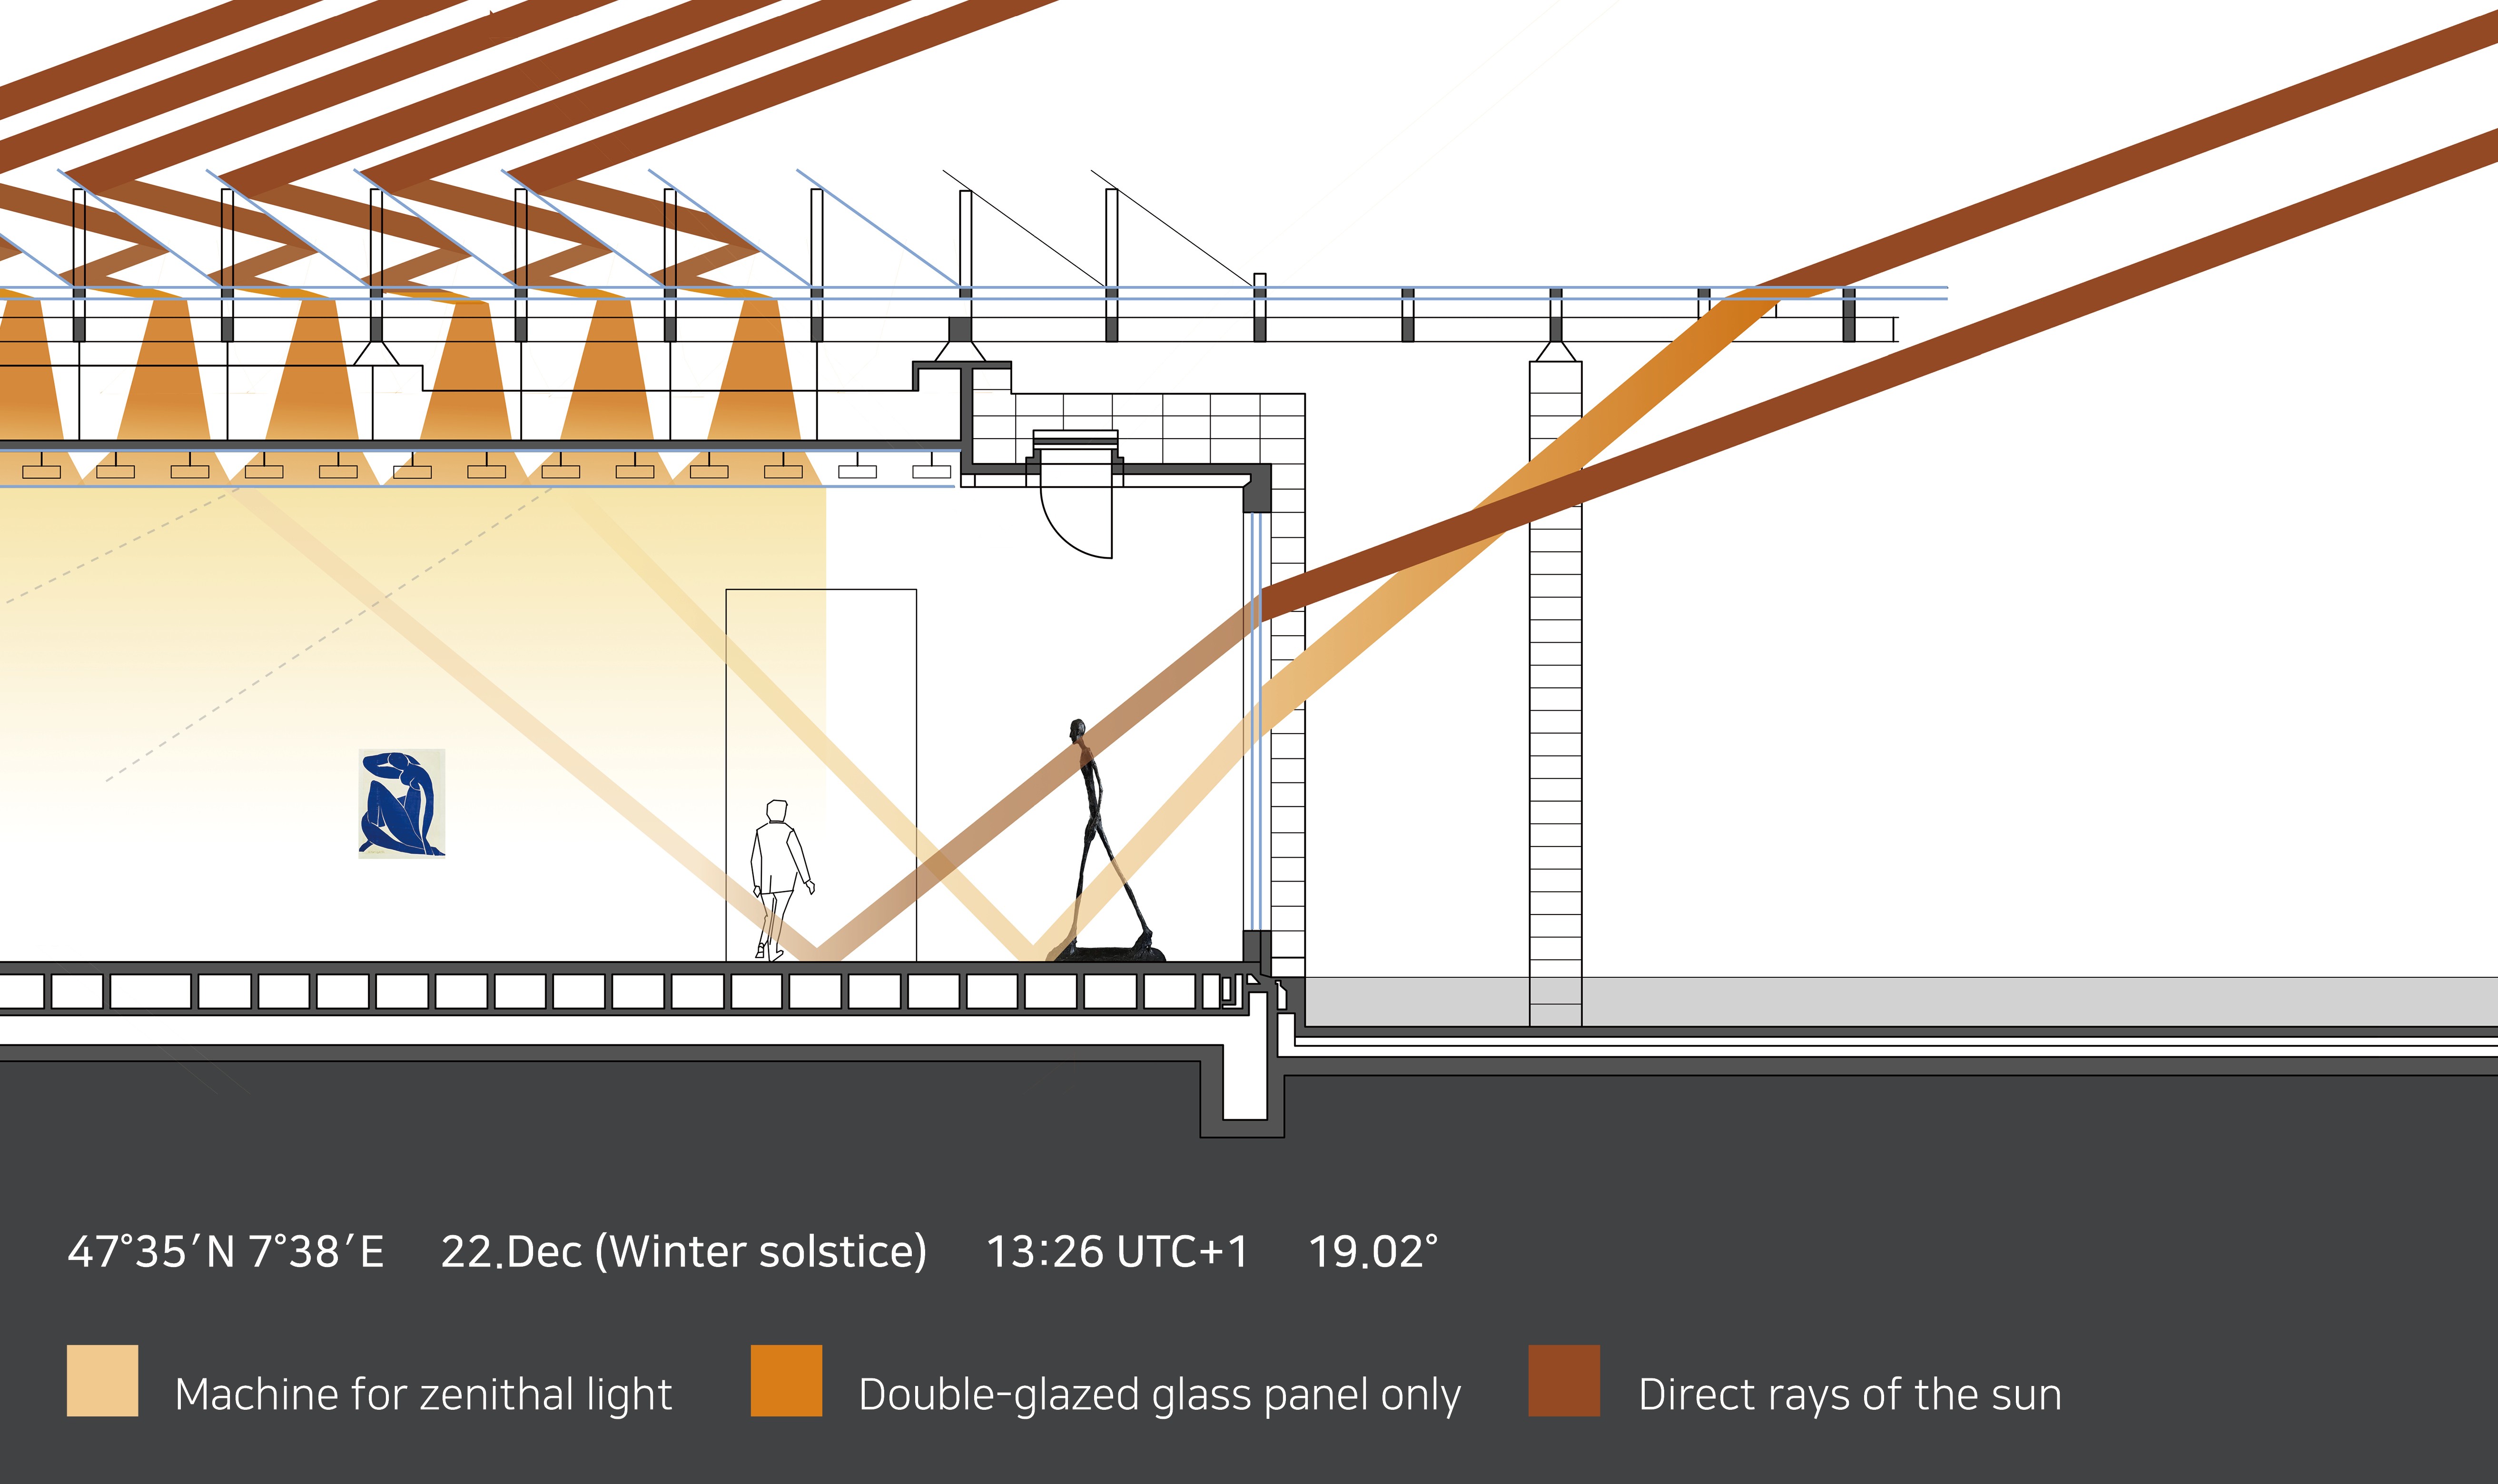 47°35′N 7°38′E 22.Dec (Winter solstice) 13:26 UTC+1 19.02°
Machine for zenithal light Double-glazed glass panel only Direct rays of the sun